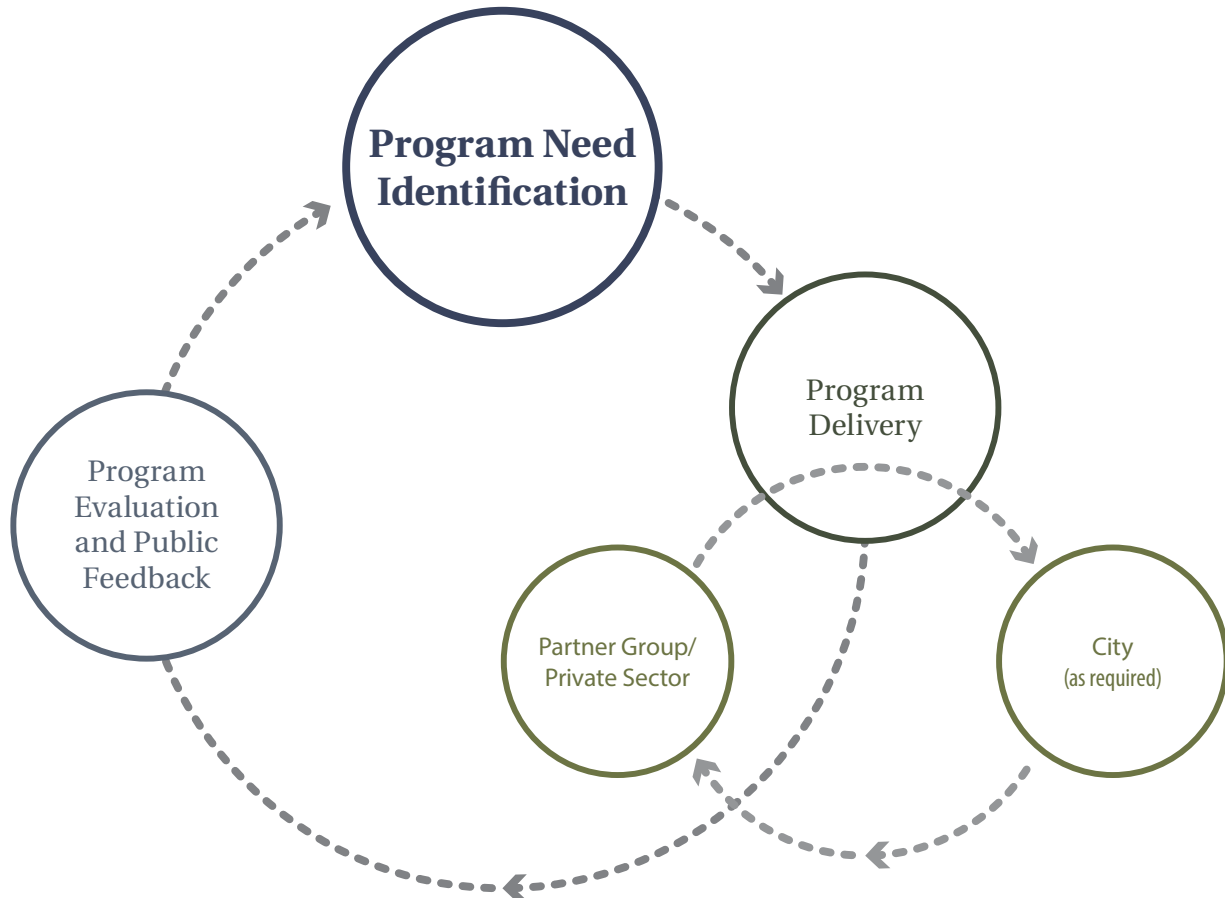 Program Need
Identification
Program
Delivery
Program
Evaluation
and Public
Feedback
Partner Group/
Private Sector
City
(as required)